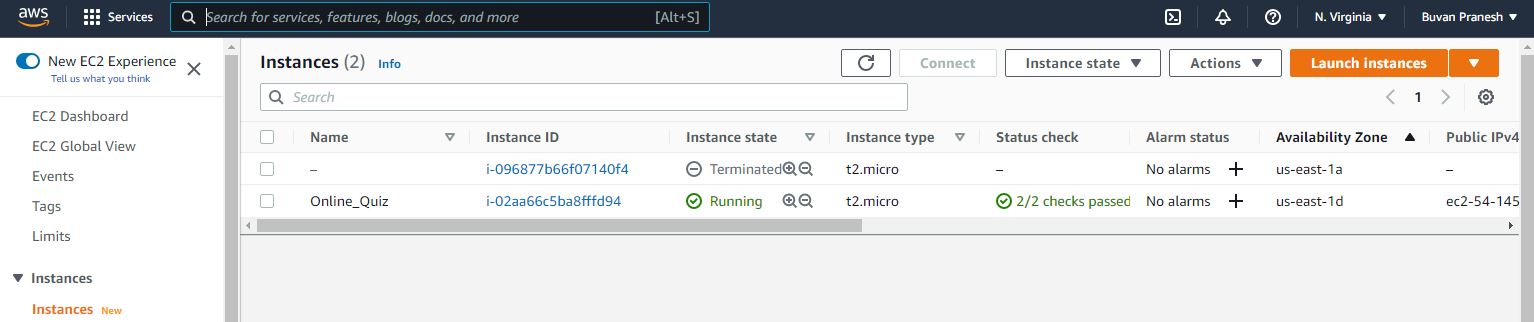 aws Services Search for services, features, blogs, docs, and more [Alt+S] N. Virginia Buvan Pranesh
New EC2 Experience
Tell us what you think
EC2 Dashboard
EC2 Global View
Events
Tags
Limits
Instances
Instances New
Instances (2) Info Connect Instance state Actions Launch instances
Search 1
Name Instance ID Instance state Instance type Status check Alarm status Availability Zone Public IPv4
– i-096877b66f07140f4 Terminated t2.micro – No alarms + us-east-1a –
Online_Quiz i-02aa66c5ba8fffd94 Running t2.micro 2/2 checks passed No alarms + us-east-1d ec2-54-145